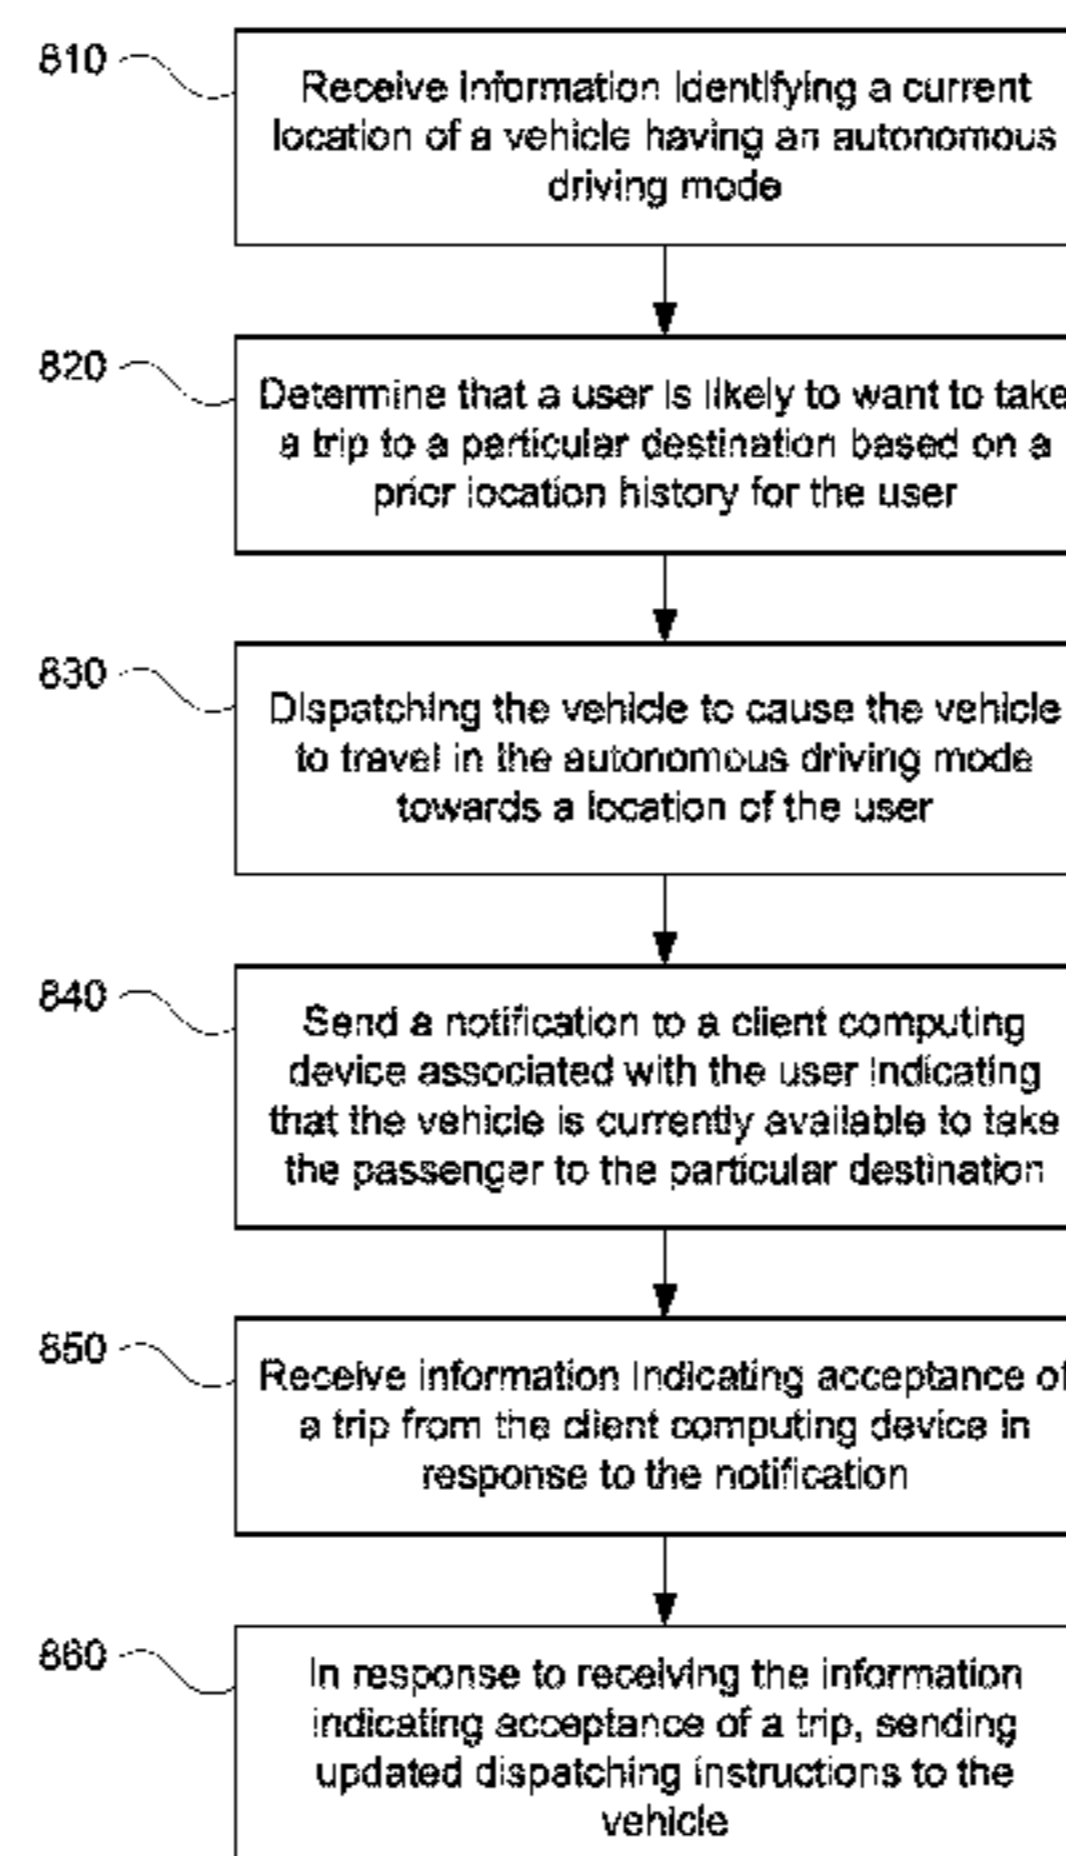 810
Receive information identifying a current
location of a vehicle having an autonomous
driving mode
820
Determine that a user is likely to want to take
a trip to a particular destination based on a
prior location history for the user
830
Dispatching the vehicle to cause the vehicle
to travel in the autonomous driving mode
towards a location of the user
840
Send a notification to a client computing
device associated with the user indicating
that the vehicle is currently available to take
the passenger to the particular destination
850
Receive information indicating acceptance of
a trip from the client computing device in
response to the notification
860
In response to receiving the information
indicating acceptance of a trip, sending
updated dispatching instructions to the
vehicle